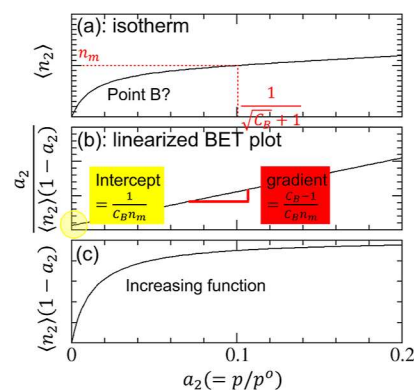 (a): isotherm
⟨n₂⟩
n_m
Point B?
1/(√C_B + 1)
(b): linearized BET plot
a₂/(⟨n₂⟩(1 − a₂))
Intercept
= 1/(C_B n_m)
gradient
= (C_B−1)/(C_B n_m)
(c)
⟨n₂⟩(1 − a₂)
Increasing function
0 0.1 0.2
a₂(= p/p°)